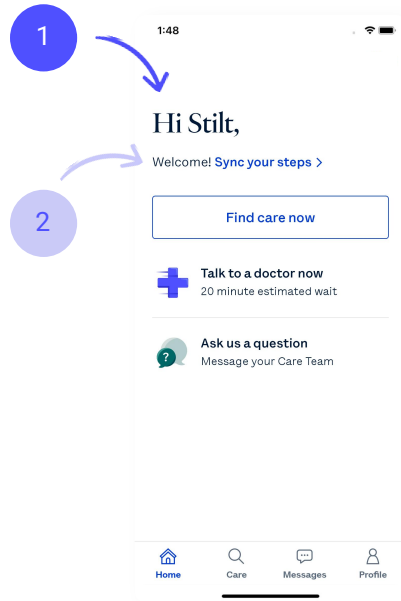 1
1:48
Hi Stilt,
Welcome! Sync your steps >
2
Find care now
Talk to a doctor now
20 minute estimated wait
?
Ask us a question
Message your Care Team
Home Care Messages Profile